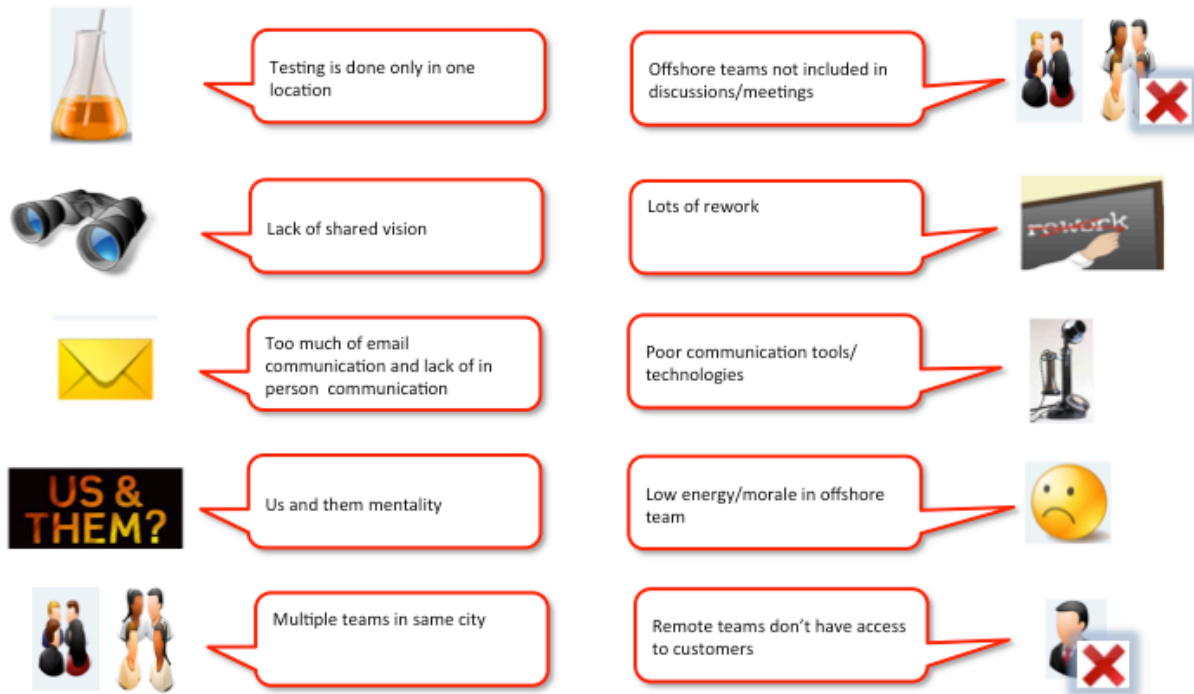 Testing is done only in one
location
Offshore teams not included in
discussions/meetings
Lack of shared vision
Lots of rework
rework
Too much of email
communication and lack of in
person communication
Poor communication tools/
technologies
US &
THEM?
Us and them mentality
Low energy/morale in offshore
team
Multiple teams in same city
Remote teams don't have access
to customers